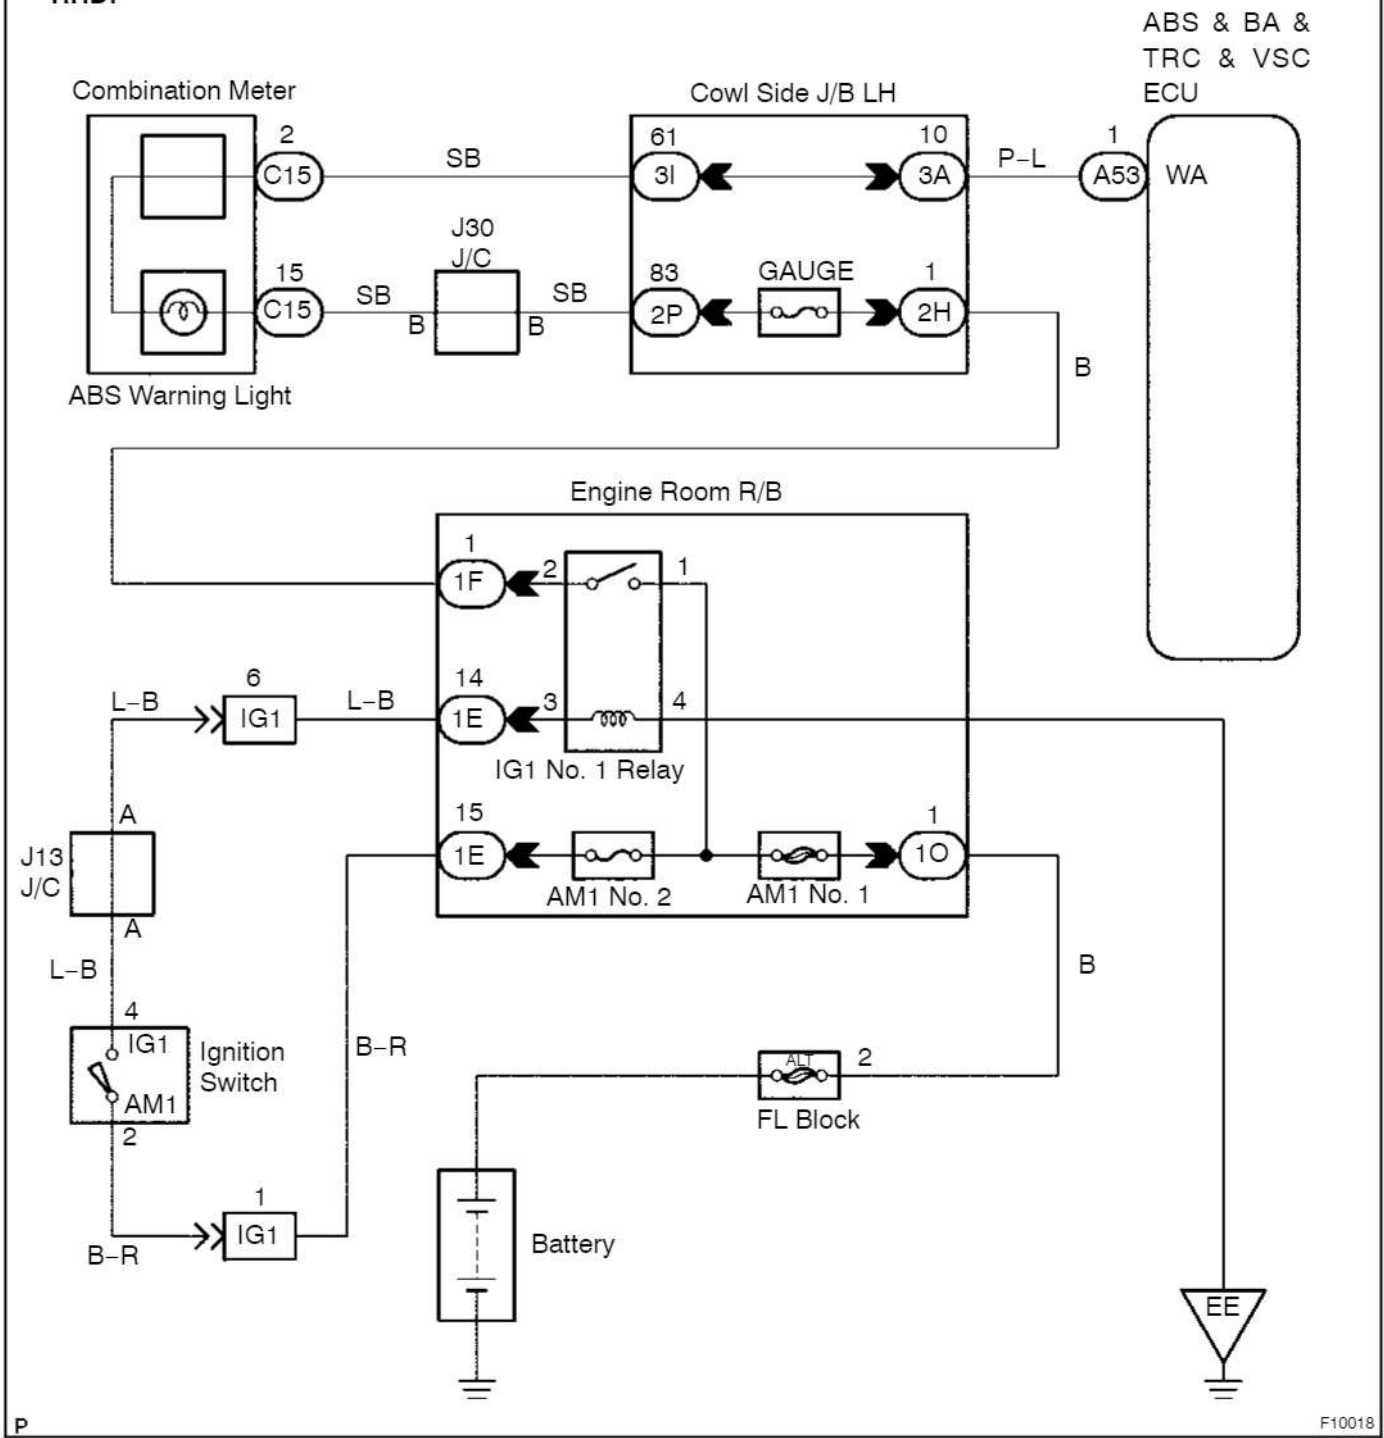 ABS & BA &
TRC & VSC
ECU
Combination Meter
Cowl Side J/B LH
2
C15
SB
61
3I
10
3A
P-L
1
A53
WA
J30
J/C
15
C15
SB
B
B
SB
83
2P
GAUGE
1
2H
B
ABS Warning Light
Engine Room R/B
1
1F
2
1
6
L-B
IG1
L-B
14
1E
3
4
IG1 No. 1 Relay
15
1E
AM1 No. 2
AM1 No. 1
1
1O
A
J13
J/C
A
L-B
4
IG1
Ignition
Switch
AM1
2
B-R
B
ALT
2
FL Block
1
IG1
B-R
Battery
EE
P
F10018